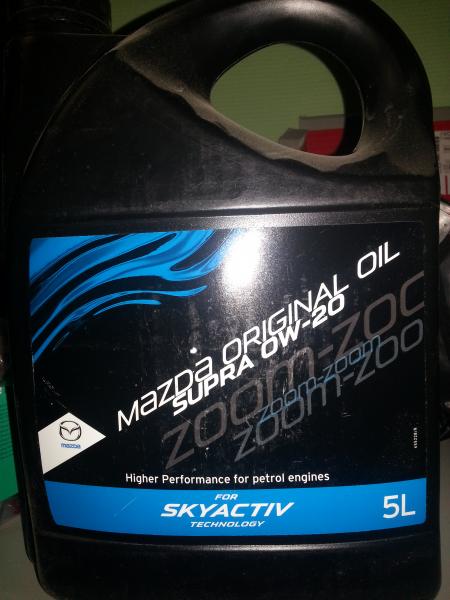 Mazda ORIGINAL OIL
SUPRA 0W-20
zoom-zoo
zoom-zoom
zoom-zoo
mazda
Higher Performance for petrol engines
FOR
SKYACTIV
TECHNOLOGY
5L